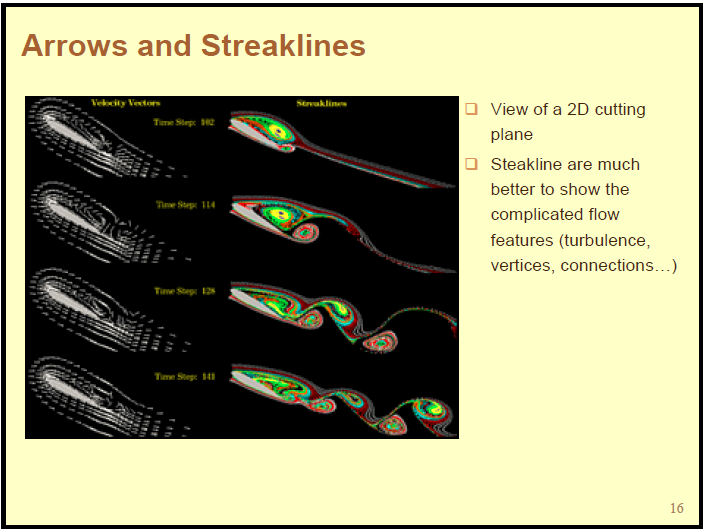 Arrows and Streaklines
Velocity Vectors
Streaklines
Time Step: 102
Time Step: 114
Time Step: 128
Time Step: 141
View of a 2D cutting
plane
Steakline are much
better to show the
complicated flow
features (turbulence,
vertices, connections…)
16